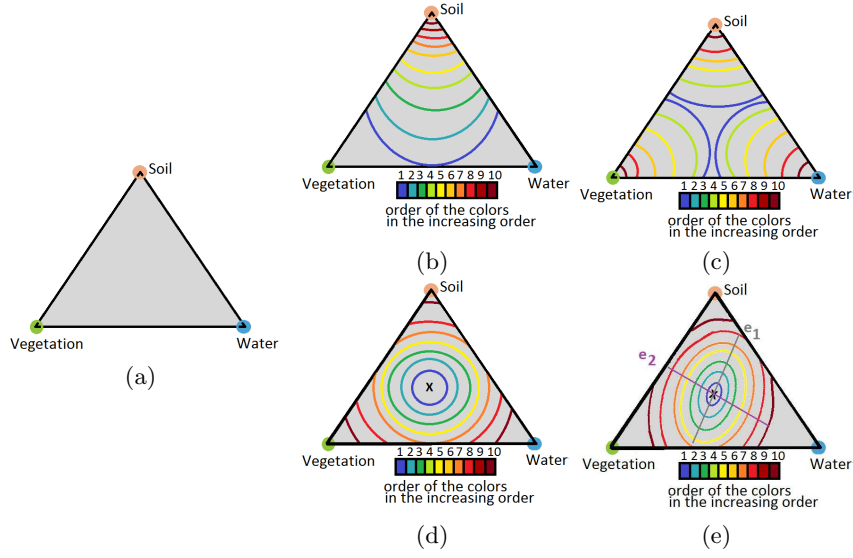 Soil
Vegetation
Water
(a)
Soil
Vegetation
Water
1 2 3 4 5 6 7 8 9 10
order of the colors
in the increasing order
(b)
Soil
Vegetation
Water
1 2 3 4 5 6 7 8 9 10
order of the colors
in the increasing order
(c)
Soil
x
Vegetation
Water
1 2 3 4 5 6 7 8 9 10
order of the colors
in the increasing order
(d)
Soil
e1
e2
x
Vegetation
Water
1 2 3 4 5 6 7 8 9 10
order of the colors
in the increasing order
(e)